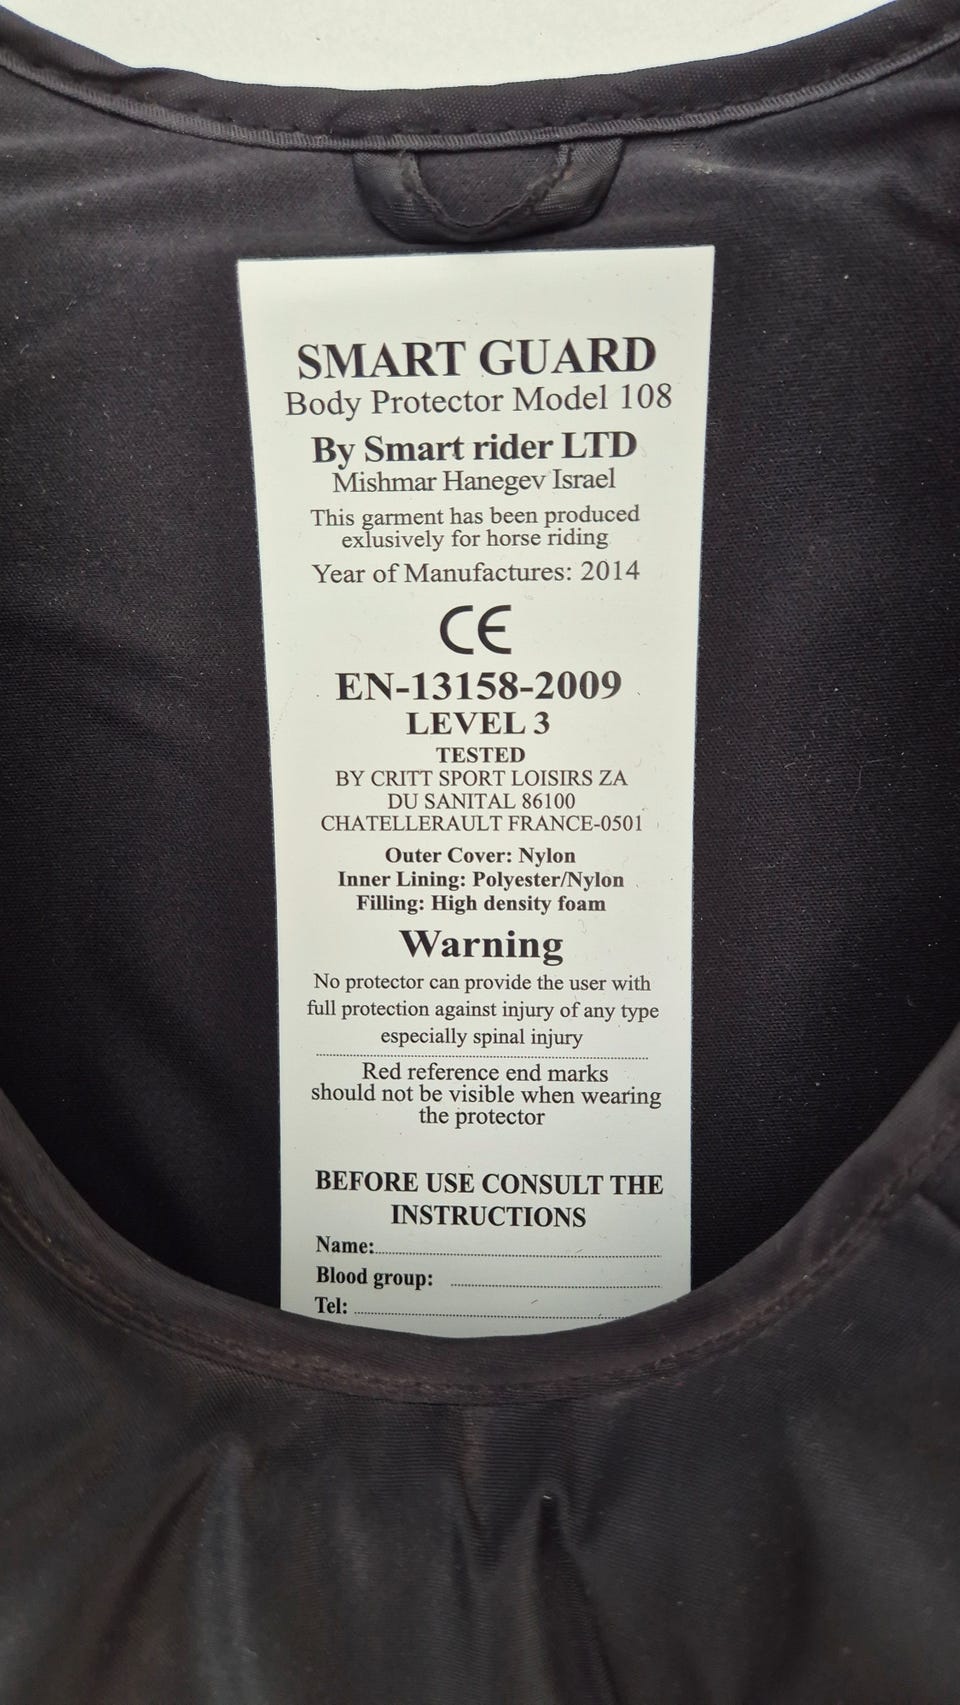 SMART GUARD
Body Protector Model 108
By Smart rider LTD
Mishmar Hanegev Israel
This garment has been produced
exlusively for horse riding
Year of Manufactures: 2014
CE
EN-13158-2009
LEVEL 3
TESTED
BY CRITT SPORT LOISIRS ZA
DU SANITAL 86100
CHATELLERAULT FRANCE-0501
Outer Cover: Nylon
Inner Lining: Polyester/Nylon
Filling: High density foam
Warning
No protector can provide the user with
full protection against injury of any type
especially spinal injury
Red reference end marks
should not be visible when wearing
the protector
BEFORE USE CONSULT THE
INSTRUCTIONS
Name:
Blood group:
Tel: